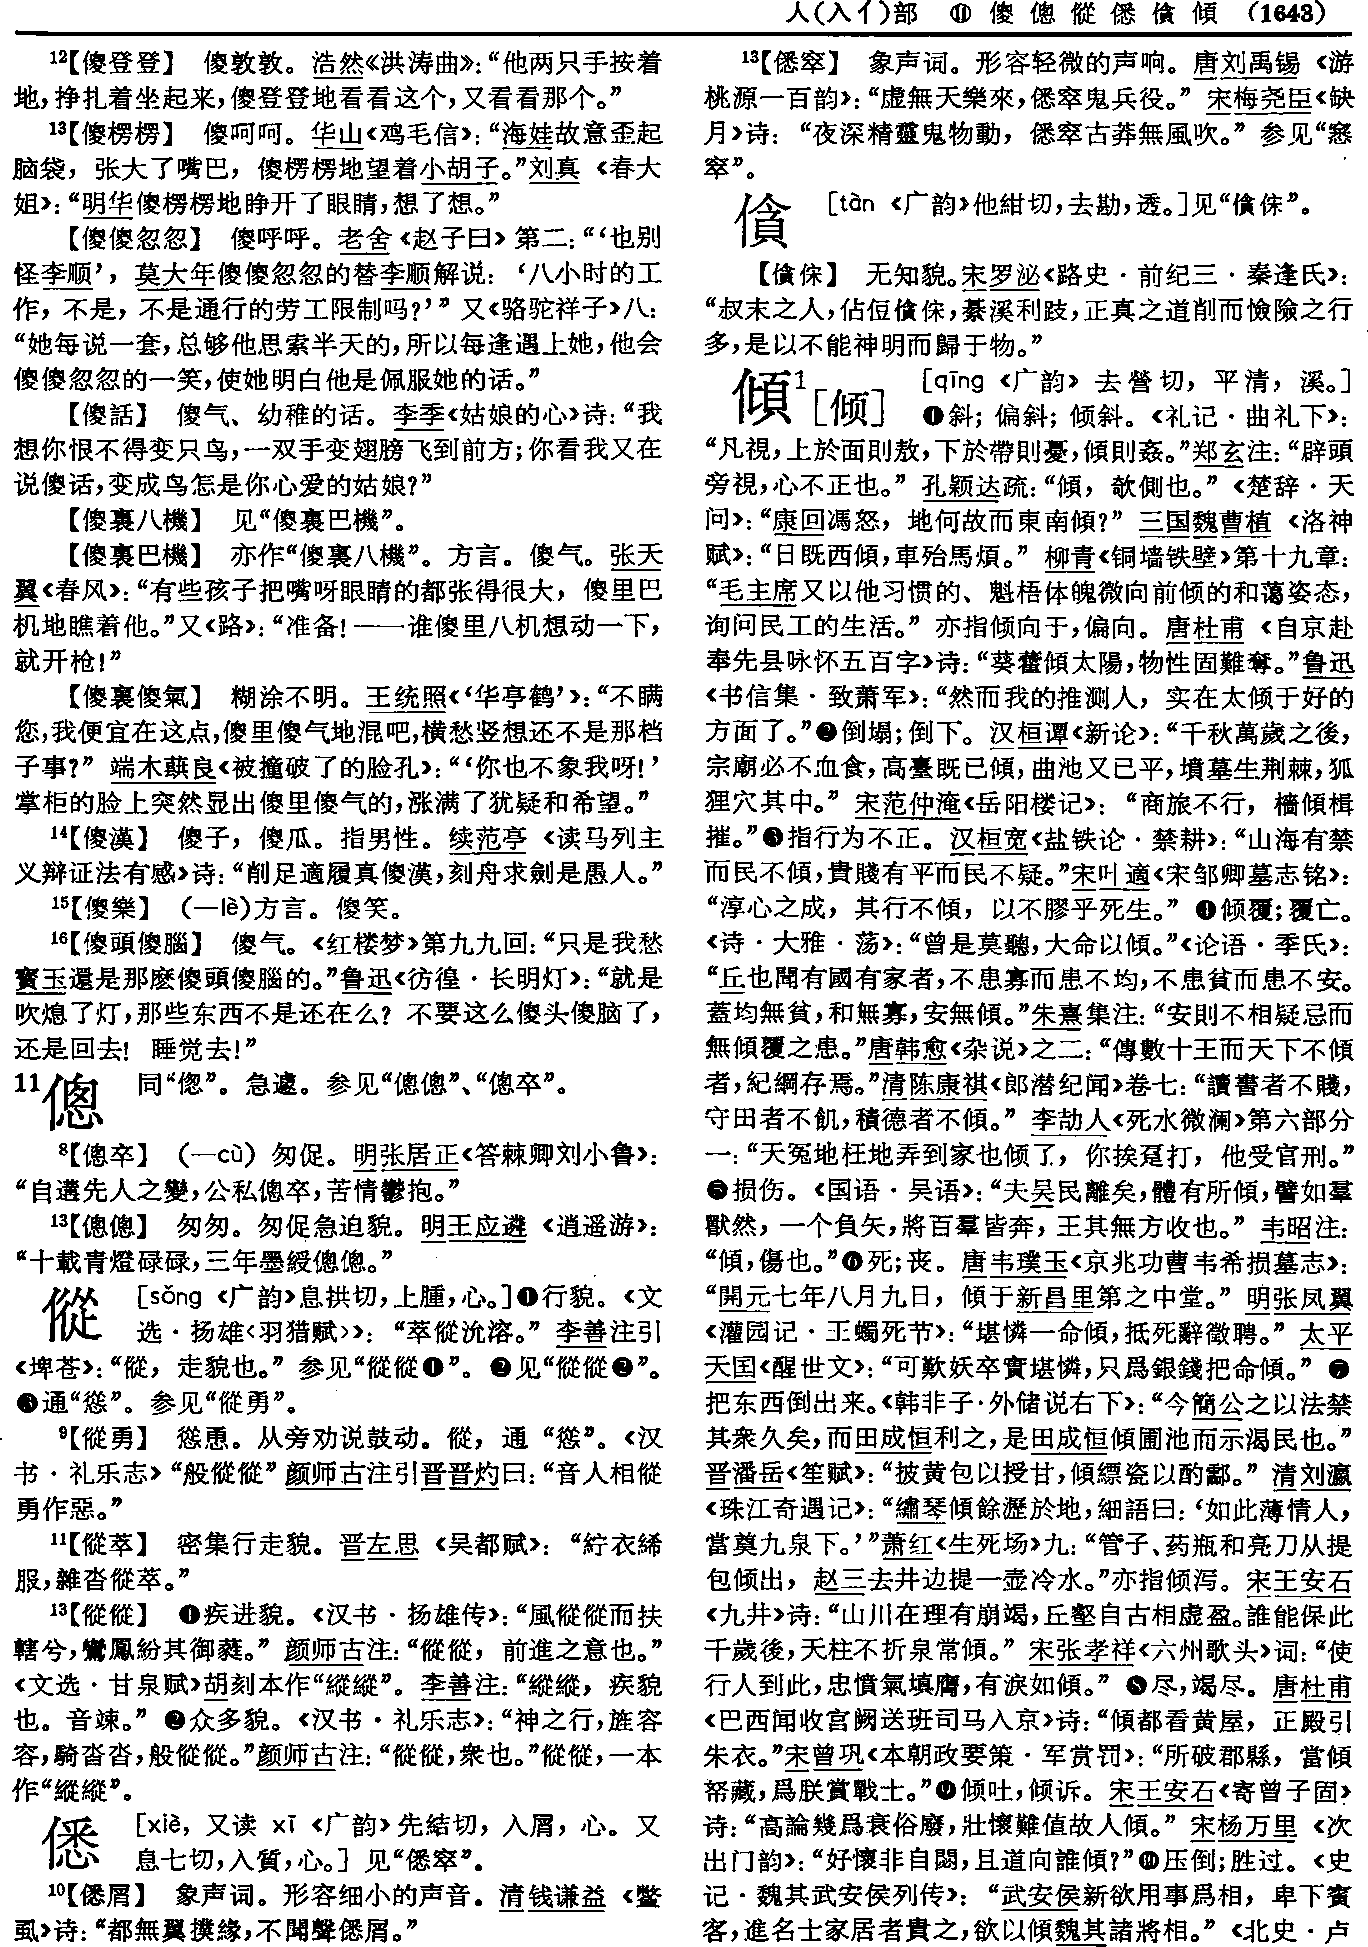 人(入亻)部 ⑪ 傻傯傱僁傝傾 (1643)
12【傻登登】 傻敦敦。浩然《洪涛曲》：“他两只手按着
地，挣扎着坐起来，傻登登地看看这个，又看看那个。”
13【傻楞楞】 傻呵呵。华山《鸡毛信》：“海娃故意歪起
脑袋，张大了嘴巴，傻楞楞地望着小胡子。”刘真《春大
姐》：“明华傻楞楞地睁开了眼睛，想了想。”
【傻傻忽忽】 傻呼呼。老舍《赵子曰》第二：“‘也别
怪李顺’，莫大年傻傻忽忽的替李顺解说：‘八小时的工
作，不是，不是通行的劳工限制吗？’”又《骆驼祥子》八：
“她每说一套，总够他思索半天的，所以每逢遇上她，他会
傻傻忽忽的一笑，使她明白他是佩服她的话。”
【傻話】 傻气、幼稚的话。李季《姑娘的心》诗：“我
想你恨不得变只鸟，一双手变翅膀飞到前方；你看我又在
说傻话，变成鸟怎是你心爱的姑娘？”
【傻裏八機】 见“傻裏巴機”。
【傻裏巴機】 亦作“傻裏八機”。方言。傻气。张天
翼《春风》：“有些孩子把嘴呀眼睛的都张得很大，傻里巴
机地瞧着他。”又《路》：“准备！——谁傻里八机想动一下，
就开枪！”
【傻裏傻氣】 糊涂不明。王统照《‘华亭鹤’》：“不瞒
您，我便宜在这点，傻里傻气地混吧，横愁竖想还不是那档
子事？”端木蕻良《被撞破了的脸孔》：“‘你也不象我呀！’
掌柜的脸上突然显出傻里傻气的，涨满了犹疑和希望。”
14【傻漢】 傻子，傻瓜。指男性。续范亭《读马列主
义辩证法有感》诗：“削足適履真傻漢，刻舟求劍是愚人。”
15【傻樂】 （—lè）方言。傻笑。
16【傻頭傻腦】 傻气。《红楼梦》第九九回：“只是我愁
寳玉還是那麽傻頭傻腦的。”鲁迅《彷徨·长明灯》：“就是
吹熄了灯，那些东西不是还在么？不要这么傻头傻脑了，
还是回去！睡觉去！”
11傯 同“偬”。急遽。参见“傯傯”、“傯卒”。
8【傯卒】 （—cù）匆促。明张居正《答棘卿刘小鲁》：
“自遘先人之變，公私傯卒，苦情鬱抱。”
13【傯傯】 匆匆。匆促急迫貌。明王应遴《逍遥游》：
“十載青燈碌碌，三年墨綬傯傯。”
傱 [sǒng 《广韵》息拱切，上腫，心。]❶行貌。《文
选·扬雄〈羽猎赋〉》：“萃傱沇溶。”李善注引
《埤苍》：“傱，走貌也。”参见“傱傱❶”。❷见“傱傱❷”。
❸通“慫”。参见“傱勇”。
9【傱勇】 慫恿。从旁劝说鼓动。傱，通“慫”。《汉
书·礼乐志》“般傱傱”颜师古注引晋晋灼曰：“音人相傱
勇作惡。”
11【傱萃】 密集行走貌。晋左思《吴都赋》：“紵衣絺
服，雜沓傱萃。”
13【傱傱】 ❶疾进貌。《汉书·扬雄传》：“風傱傱而扶
轄兮，鸞鳳紛其御蕤。”颜师古注：“傱傱，前進之意也。”
《文选·甘泉赋》胡刻本作“縱縱”。李善注：“縱縱，疾貌
也。音竦。”❷众多貌。《汉书·礼乐志》：“神之行，旌容
容，騎沓沓，般傱傱。”颜师古注：“傱傱，衆也。”傱傱，一本
作“縱縱”。
僁 [xiè，又读 xī 《广韵》先結切，入屑，心。又
息七切，入質，心。] 见“僁窣”。
10【僁屑】 象声词。形容细小的声音。清钱谦益《鳖
虱》诗：“都無翼撲緣，不聞聲僁屑。”
13【僁窣】 象声词。形容轻微的声响。唐刘禹锡《游
桃源一百韵》：“虚無天樂來，僁窣鬼兵役。”宋梅尧臣《缺
月》诗：“夜深精靈鬼物動，僁窣古莽無風吹。”参见“窸
窣”。
傝 [tàn 《广韵》他紺切，去勘，透。]见“傝俕”。
【傝俕】 无知貌。宋罗泌《路史·前纪三·秦逢氏》：
“叔末之人，佔侸傝俕，綦溪利跂，正真之道削而憸險之行
多，是以不能神明而歸于物。”
傾1[倾] [qīng 《广韵》去營切，平清，溪。]
❶斜；偏斜；倾斜。《礼记·曲礼下》：
“凡視，上於面則敖，下於帶則憂，傾則姦。”郑玄注：“辟頭
旁視，心不正也。”孔颖达疏：“傾，欹側也。”《楚辞·天
问》：“康回馮怒，地何故而東南傾？”三国魏曹植《洛神
赋》：“日既西傾，車殆馬煩。”柳青《铜墙铁壁》第十九章：
“毛主席又以他习惯的、魁梧体魄微向前倾的和蔼姿态，
询问民工的生活。”亦指倾向于，偏向。唐杜甫《自京赴
奉先县咏怀五百字》诗：“葵藿傾太陽，物性固難奪。”鲁迅
《书信集·致萧军》：“然而我的推测人，实在太倾于好的
方面了。”❷倒塌；倒下。汉桓谭《新论》：“千秋萬歲之後，
宗廟必不血食，高臺既已傾，曲池又已平，墳墓生荆棘，狐
狸穴其中。”宋范仲淹《岳阳楼记》：“商旅不行，檣傾楫
摧。”❸指行为不正。汉桓宽《盐铁论·禁耕》：“山海有禁
而民不傾，貴賤有平而民不疑。”宋叶適《宋邹卿墓志铭》：
“淳心之成，其行不傾，以不膠乎死生。”❹倾覆；覆亡。
《诗·大雅·荡》：“曾是莫聽，大命以傾。”《论语·季氏》：
“丘也聞有國有家者，不患寡而患不均，不患貧而患不安。
蓋均無貧，和無寡，安無傾。”朱熹集注：“安則不相疑忌而
無傾覆之患。”唐韩愈《杂说》之二：“傳數十王而天下不傾
者，紀綱存焉。”清陈康祺《郎潜纪闻》卷七：“讀書者不賤，
守田者不飢，積德者不傾。”李劼人《死水微澜》第六部分
一：“天冤地枉地弄到家也倾了，你挨趸打，他受官刑。”
❺损伤。《国语·吴语》：“夫吴民離矣，體有所傾，譬如羣
獸然，一个負矢，將百羣皆奔，王其無方收也。”韦昭注：
“傾，傷也。”❻死；丧。唐韦璞玉《京兆功曹韦希损墓志》：
“開元七年八月九日，傾于新昌里第之中堂。”明张凤翼
《灌园记·王蠋死节》：“堪憐一命傾，抵死辭徵聘。”太平
天国《醒世文》：“可歎妖卒實堪憐，只爲銀錢把命傾。”❼
把东西倒出来。《韩非子·外储说右下》：“今簡公之以法禁
其衆久矣，而田成恒利之，是田成恒傾圃池而示渴民也。”
晋潘岳《笙赋》：“披黄包以授甘，傾縹瓷以酌酃。”清刘瀛
《珠江奇遇记》：“繡琴傾餘瀝於地，細語曰：‘如此薄情人，
當奠九泉下。’”萧红《生死场》九：“管子、药瓶和亮刀从提
包倾出，赵三去井边提一壶冷水。”亦指倾泻。宋王安石
《九井》诗：“山川在理有崩竭，丘壑自古相虚盈。誰能保此
千歲後，天柱不折泉常傾。”宋张孝祥《六州歌头》词：“使
行人到此，忠憤氣填膺，有淚如傾。”❽尽，竭尽。唐杜甫
《巴西闻收宫阙送班司马入京》诗：“傾都看黄屋，正殿引
朱衣。”宋曾巩《本朝政要策·军赏罚》：“所破郡縣，當傾
帑藏，爲朕賞戰士。”❾倾吐，倾诉。宋王安石《寄曾子固》
诗：“高論幾爲衰俗廢，壯懷難值故人傾。”宋杨万里《次
出门韵》：“好懷非自閟，且道向誰傾？”❿压倒；胜过。《史
记·魏其武安侯列传》：“武安侯新欲用事爲相，卑下賓
客，進名士家居者貴之，欲以傾魏其諸將相。”《北史·卢